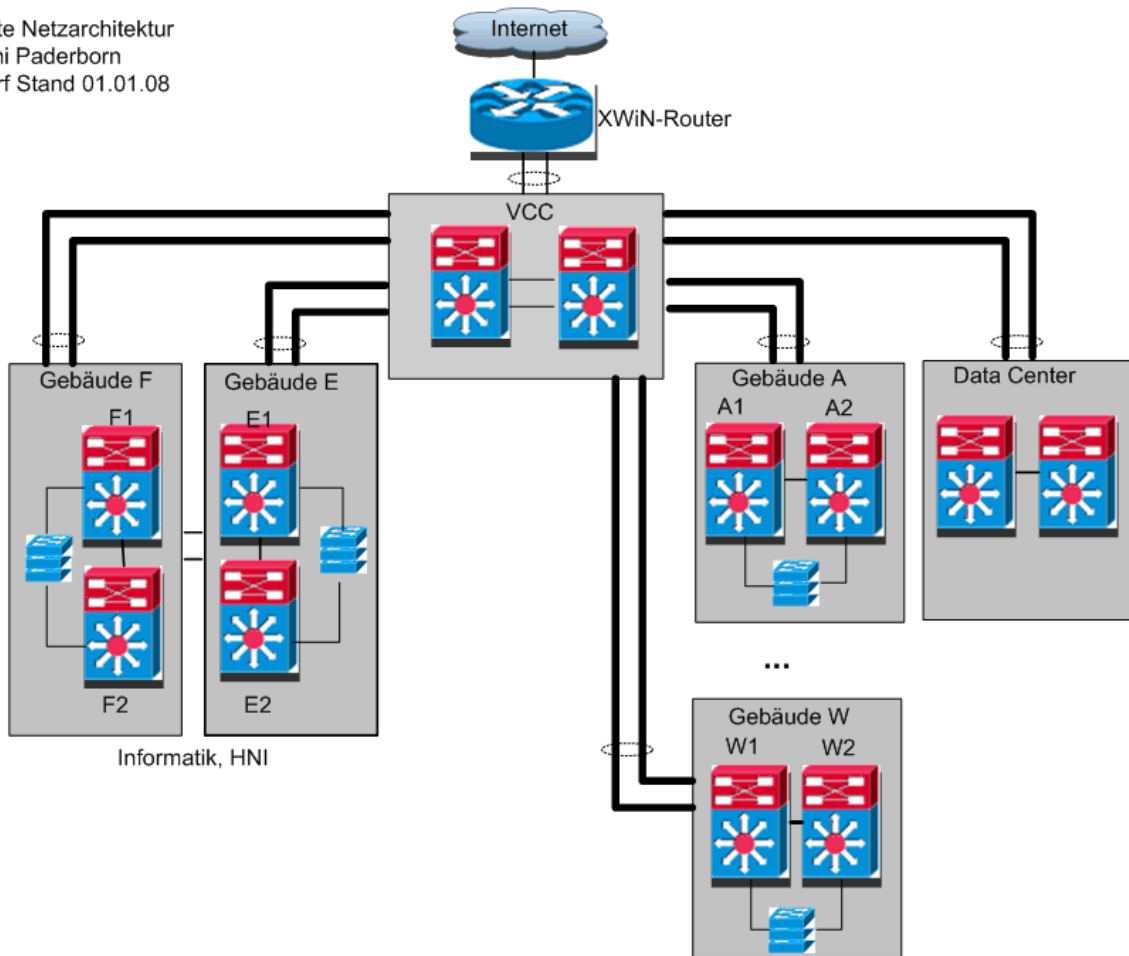 te Netzarchitektur
ni Paderborn
rf Stand 01.01.08
Internet
XWiN-Router
VCC
Gebäude F
F1
F2
Gebäude E
E1
E2
Informatik, HNI
Gebäude A
A1 A2
Data Center
...
Gebäude W
W1 W2